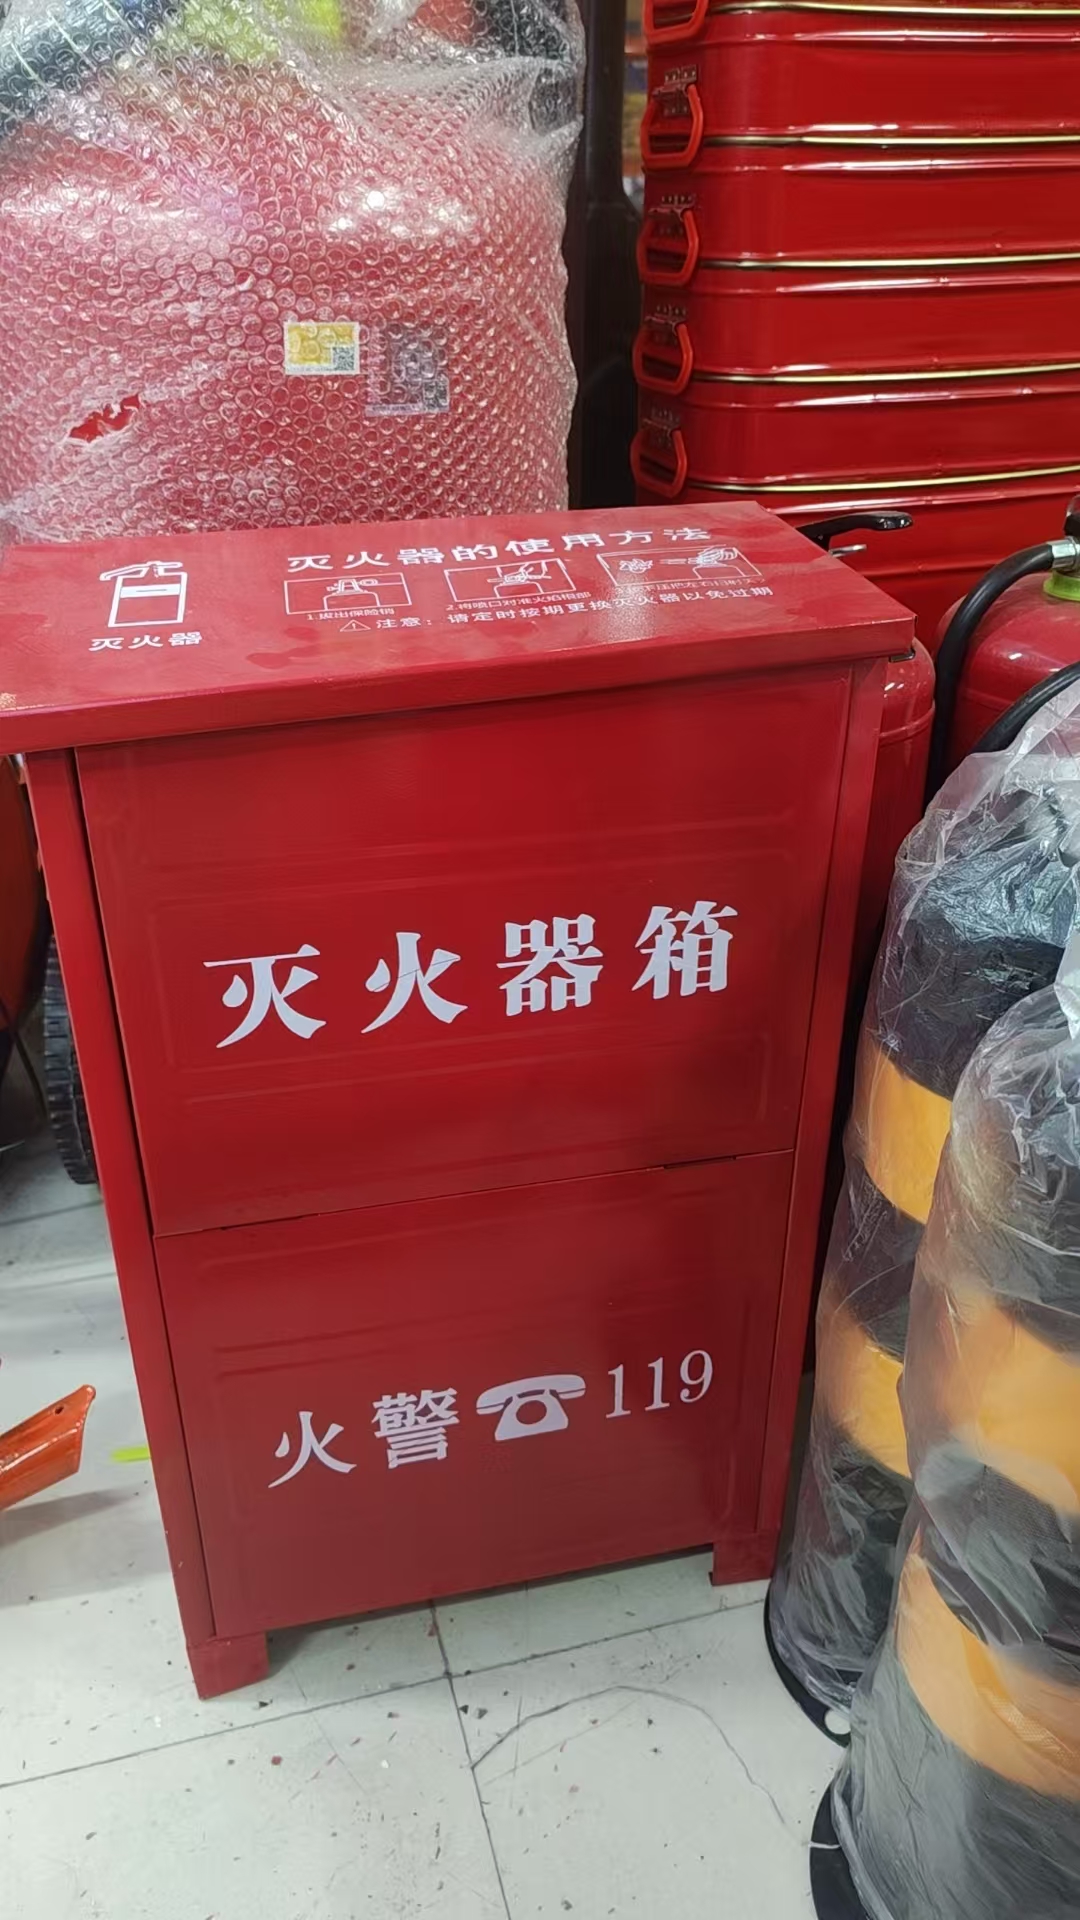 灭火器的使用方法
1.拔出保险销
2.将喷口对准火焰根部
灭火器
注意：请定时按期更换灭火器以免过期
灭火器箱
火警 119